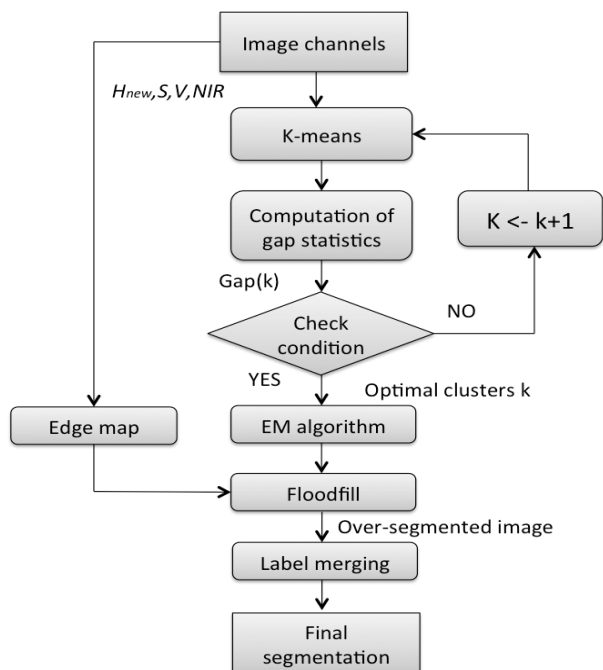 Image channels
Hnew,S,V,NIR
K-means
Computation of
gap statistics
K <- k+1
Gap(k)
Check
condition
NO
YES
Optimal clusters k
Edge map
EM algorithm
Floodfill
Over-segmented image
Label merging
Final
segmentation